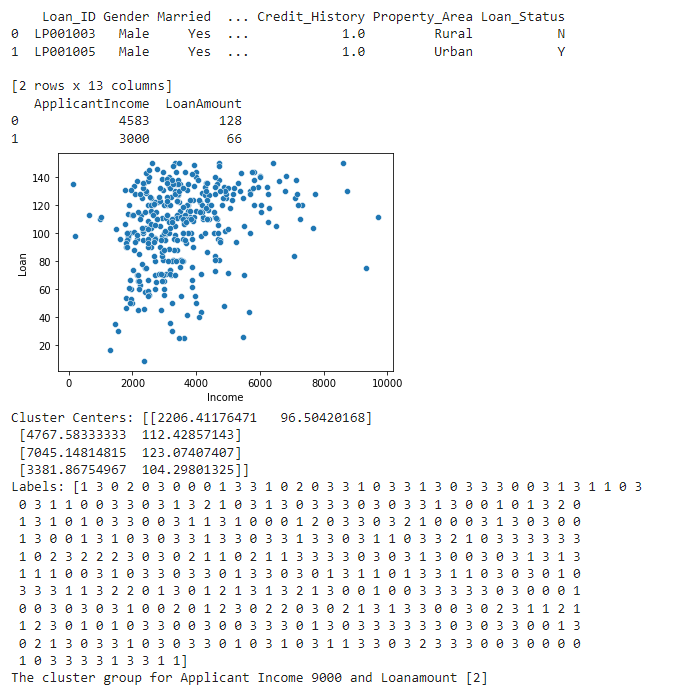 Loan_ID Gender Married ... Credit_History Property_Area Loan_Status
0 LP001003 Male Yes ... 1.0 Rural N
1 LP001005 Male Yes ... 1.0 Urban Y
[2 rows x 13 columns]
ApplicantIncome LoanAmount
0 4583 128
1 3000 66
140
120
100
80
60
40
20
Loan
0 2000 4000 6000 8000 10000
Income
Cluster Centers: [[2206.41176471 96.50420168]
[4767.58333333 112.42857143]
[7045.14814815 123.07407407]
[3381.86754967 104.29801325]]
Labels: [1 3 0 2 0 3 0 0 0 1 3 3 1 0 2 0 3 3 1 0 3 3 1 3 0 3 3 3 0 0 3 1 3 1 1 0 3
0 3 1 1 0 0 3 3 0 3 1 3 2 1 0 3 1 3 0 3 3 3 0 3 0 3 3 1 3 0 0 1 0 1 3 2 0
1 3 1 0 1 0 3 3 0 0 3 1 1 3 1 0 0 0 1 2 0 3 3 0 3 2 1 0 0 0 3 1 3 0 3 0 0
1 3 0 0 1 3 1 0 3 0 3 3 1 3 3 0 3 3 1 3 3 0 3 1 1 0 3 3 2 1 0 3 3 3 3 3 3
1 0 2 3 2 2 2 3 0 3 0 2 1 1 0 2 1 1 3 3 3 3 0 3 0 3 1 3 0 0 3 0 3 1 3 1 3
1 1 1 0 0 3 1 0 3 3 0 3 3 0 1 3 3 0 3 0 1 3 1 1 0 1 3 3 1 1 0 3 0 3 0 1 0
3 3 3 1 1 3 2 2 0 1 3 0 1 2 1 3 1 3 2 1 3 0 0 1 0 0 3 3 3 3 3 0 3 0 0 0 1
0 0 3 0 3 0 3 1 0 0 2 0 1 2 3 0 2 2 0 3 0 2 1 3 1 3 3 0 0 3 0 2 3 1 1 2 1
1 2 3 0 1 0 1 0 3 3 0 0 3 0 0 3 3 0 3 3 1 0 3 3 3 3 0 0 3 3 3 0 0 0 1 3
0 2 1 3 0 3 3 1 0 3 0 3 3 0 1 0 3 1 0 3 1 1 3 3 0 3 2 3 3 3 0 0 3 0 0 0 0
1 0 3 3 3 3 1 3 3 1 1]
The cluster group for Applicant Income 9000 and Loanamount [2]